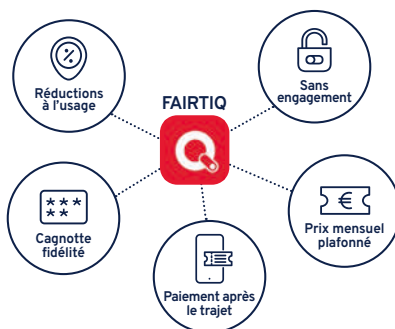 Réductions
à l'usage
Sans
engagement
FAIRTIQ
Cagnotte
fidélité
Prix mensuel
plafonné
Paiement après
le trajet